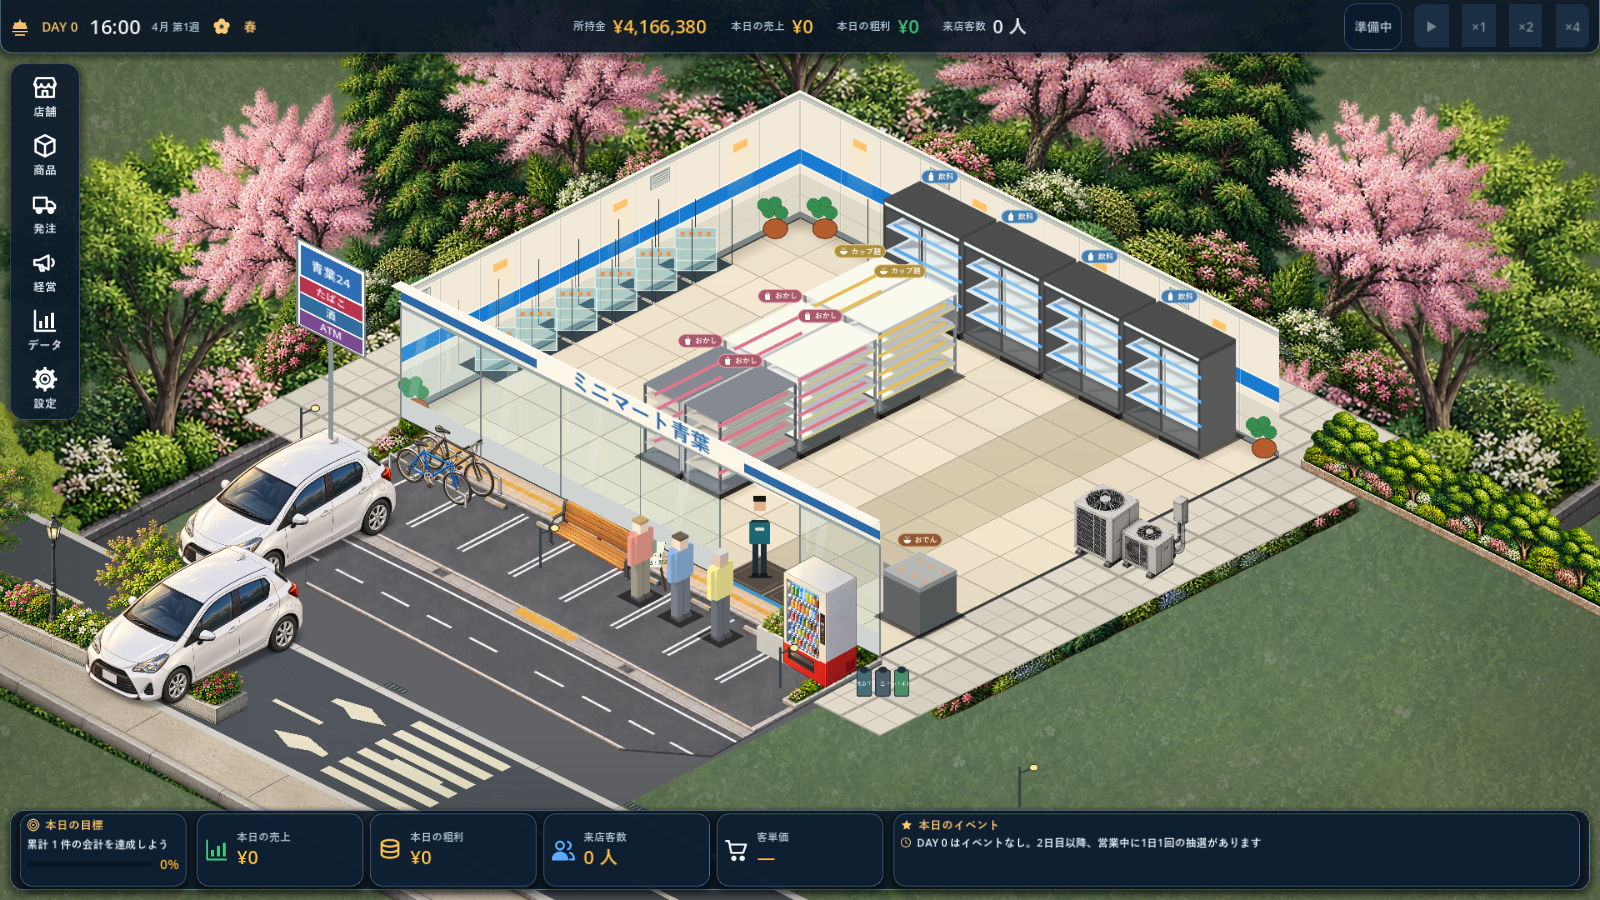 DAY 0 16:00 4月 第1週 春
所持金 ¥4,166,380 本日の売上 ¥0 本日の粗利 ¥0 来店客数 0 人
準備中 ×1 ×2 ×4
店舗
商品
発注
経営
データ
設定
青葉24
たばこ
酒
ATM
ミニマート青葉
飲料
飲料
飲料
飲料
カップ麺
カップ麺
おかし
おかし
おかし
おかし
おでん
本日の目標
累計 1 件の会計を達成しよう
0%
本日の売上
¥0
本日の粗利
¥0
来店客数
0 人
客単価
—
本日のイベント
DAY 0 はイベントなし。2日目以降、営業中に1日1回の抽選があります